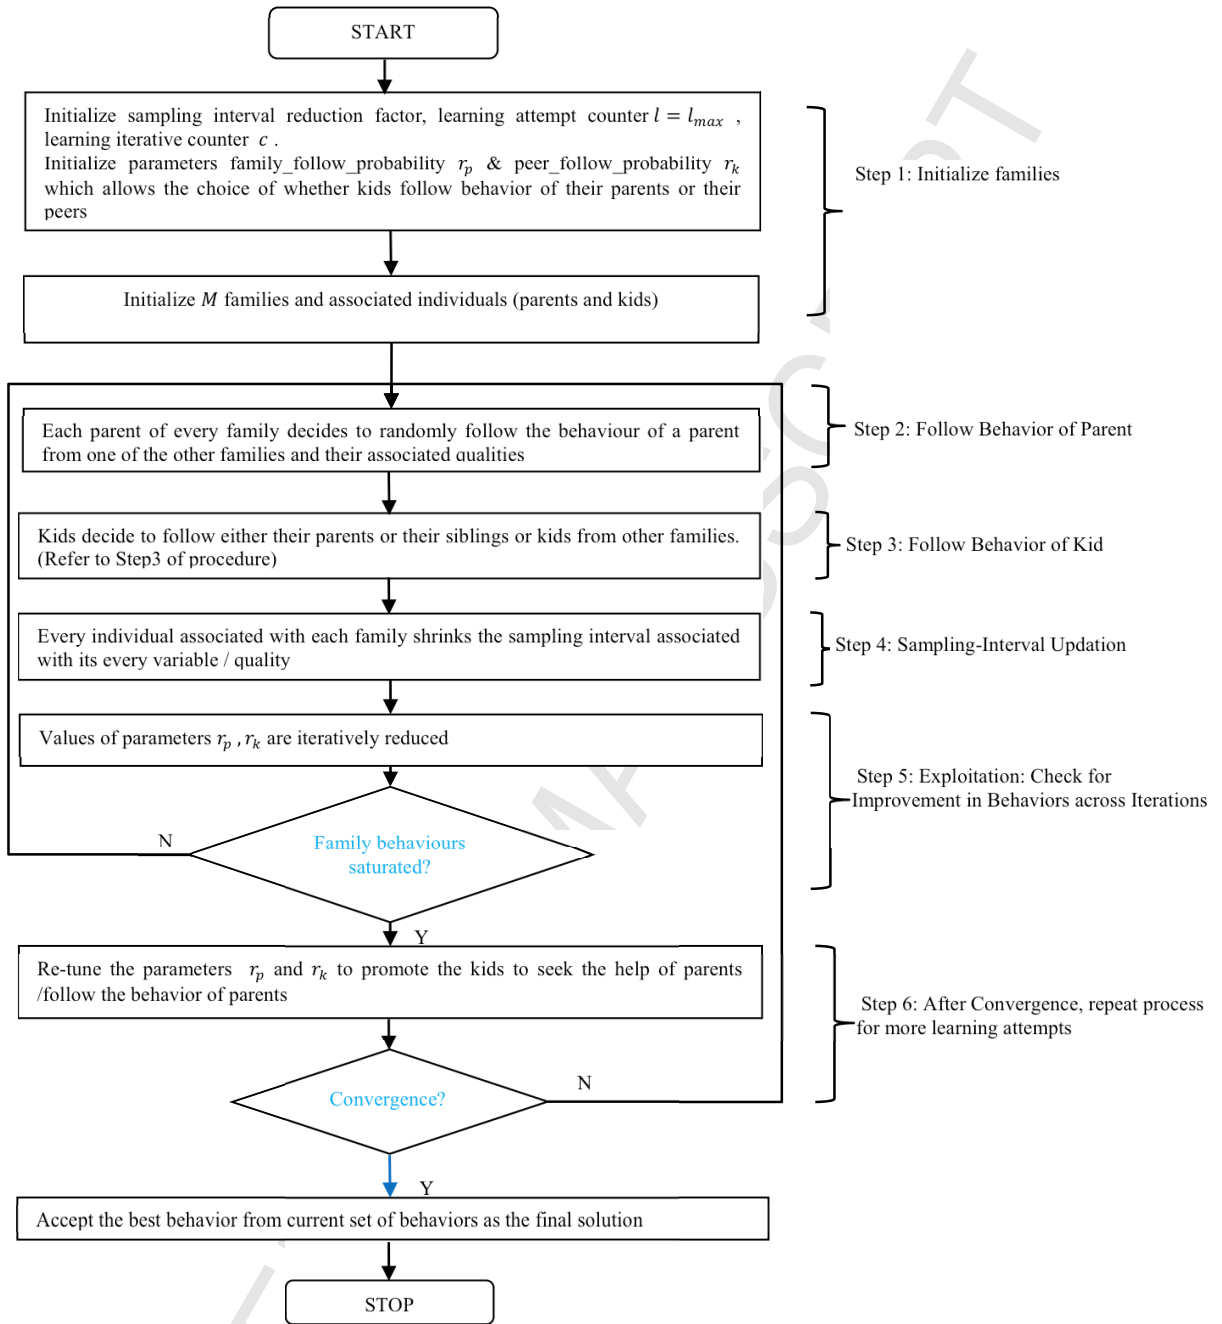 START
Initialize sampling interval reduction factor, learning attempt counter l = l_max ,
learning iterative counter c .
Initialize parameters family_follow_probability r_p & peer_follow_probability r_k
which allows the choice of whether kids follow behavior of their parents or their
peers
Step 1: Initialize families
Initialize M families and associated individuals (parents and kids)
Each parent of every family decides to randomly follow the behaviour of a parent
from one of the other families and their associated qualities
Step 2: Follow Behavior of Parent
Kids decide to follow either their parents or their siblings or kids from other families.
(Refer to Step3 of procedure)
Step 3: Follow Behavior of Kid
Every individual associated with each family shrinks the sampling interval associated
with its every variable / quality
Step 4: Sampling-Interval Updation
Values of parameters r_p , r_k are iteratively reduced
Step 5: Exploitation: Check for
Improvement in Behaviors across Iterations
N
Family behaviours
saturated?
Y
Re-tune the parameters r_p and r_k to promote the kids to seek the help of parents
/follow the behavior of parents
Step 6: After Convergence, repeat process
for more learning attempts
N
Convergence?
Y
Accept the best behavior from current set of behaviors as the final solution
STOP